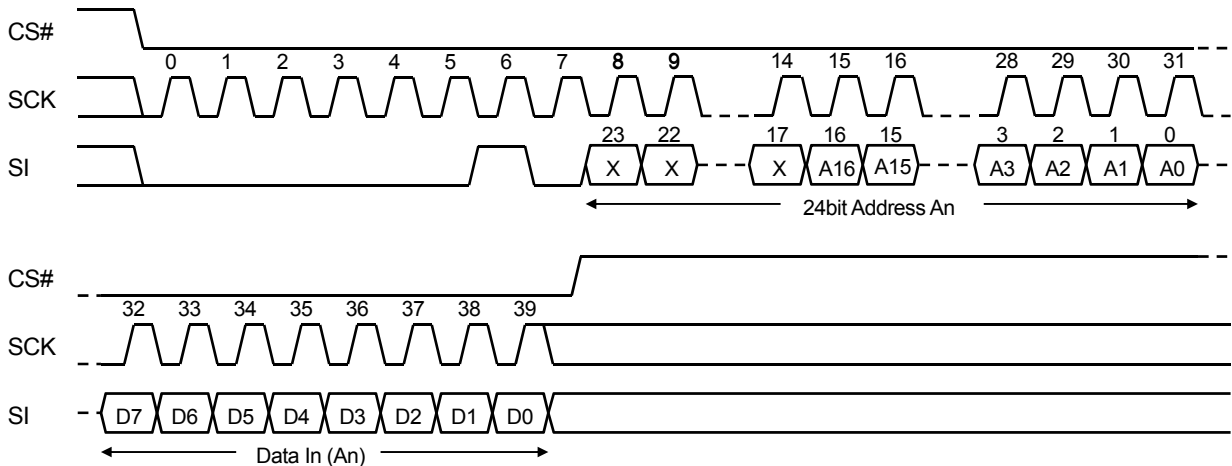 CS#
0 1 2 3 4 5 6 7 8 9 14 15 16 28 29 30 31
SCK
23 22 17 16 15 3 2 1 0
SI X X X A16 A15 A3 A2 A1 A0
24bit Address An
CS#
32 33 34 35 36 37 38 39
SCK
SI D7 D6 D5 D4 D3 D2 D1 D0
Data In (An)